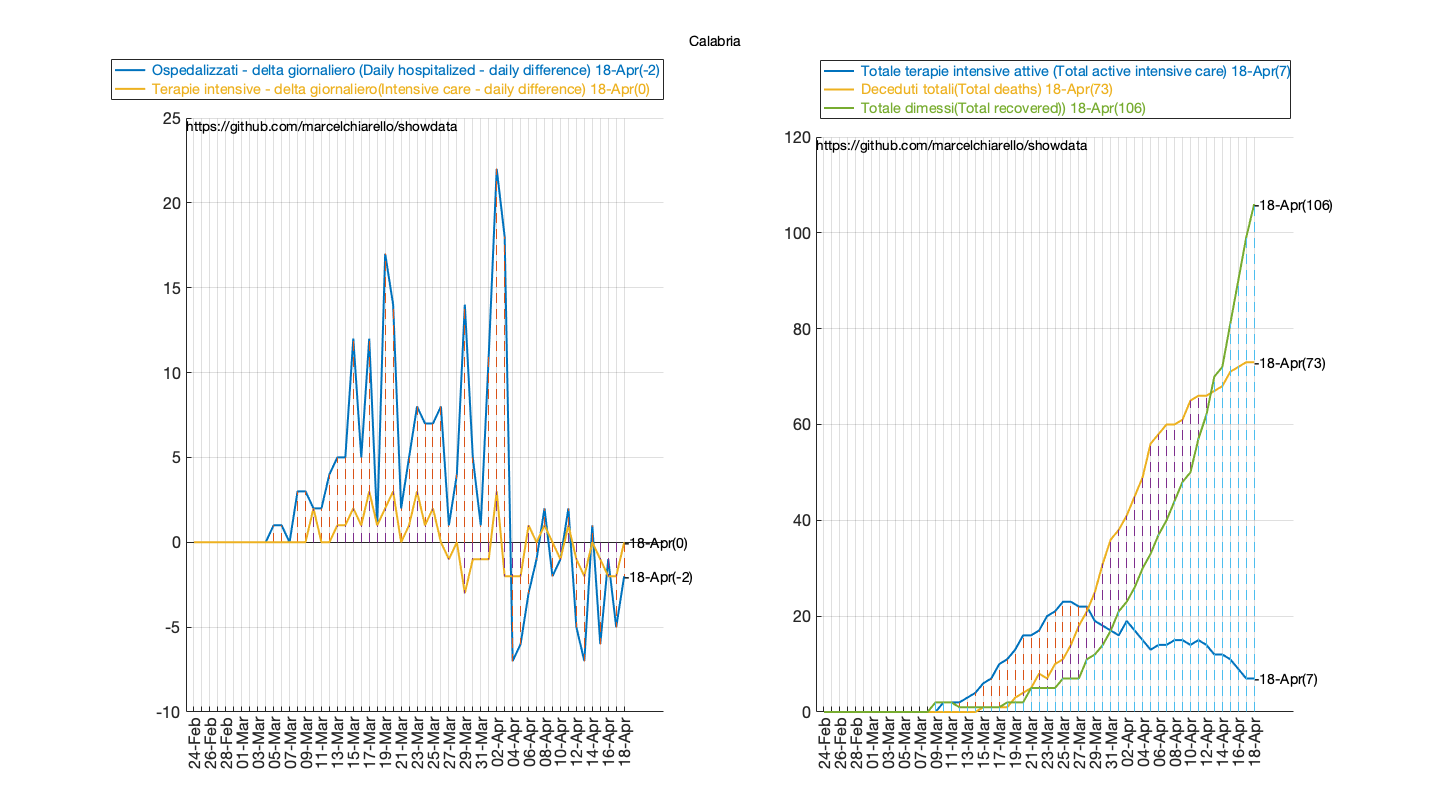 Calabria
Ospedalizzati - delta giornaliero (Daily hospitalized - daily difference) 18-Apr(-2)
Terapie intensive - delta giornaliero(Intensive care - daily difference) 18-Apr(0)
https://github.com/marcelchiarello/showdata
25
20
15
10
5
0
-5
-10
18-Apr(0)
18-Apr(-2)
24-Feb
26-Feb
28-Feb
01-Mar
03-Mar
05-Mar
07-Mar
09-Mar
11-Mar
13-Mar
15-Mar
17-Mar
19-Mar
21-Mar
23-Mar
25-Mar
27-Mar
29-Mar
31-Mar
02-Apr
04-Apr
06-Apr
08-Apr
10-Apr
12-Apr
14-Apr
16-Apr
18-Apr
Totale terapie intensive attive (Total active intensive care) 18-Apr(7)
Deceduti totali(Total deaths) 18-Apr(73)
Totale dimessi(Total recovered)) 18-Apr(106)
https://github.com/marcelchiarello/showdata
120
100
80
60
40
20
0
18-Apr(106)
18-Apr(73)
18-Apr(7)
24-Feb
26-Feb
28-Feb
01-Mar
03-Mar
05-Mar
07-Mar
09-Mar
11-Mar
13-Mar
15-Mar
17-Mar
19-Mar
21-Mar
23-Mar
25-Mar
27-Mar
29-Mar
31-Mar
02-Apr
04-Apr
06-Apr
08-Apr
10-Apr
12-Apr
14-Apr
16-Apr
18-Apr